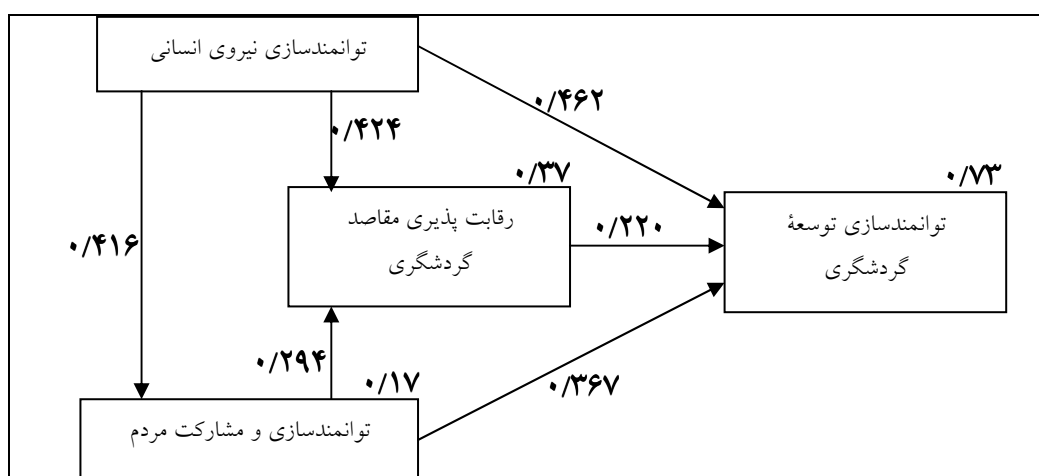 توانمندسازی نیروی انسانی
۰/۴۶۲
۰/۴۲۴
۰/۳۷
۰/۷۳
رقابت پذیری مقاصد
گردشگری
توانمندسازی توسعۀ
گردشگری
۰/۲۲۰
۰/۴۱۶
۰/۲۹۴
۰/۱۷
۰/۳۶۷
توانمندسازی و مشارکت مردم